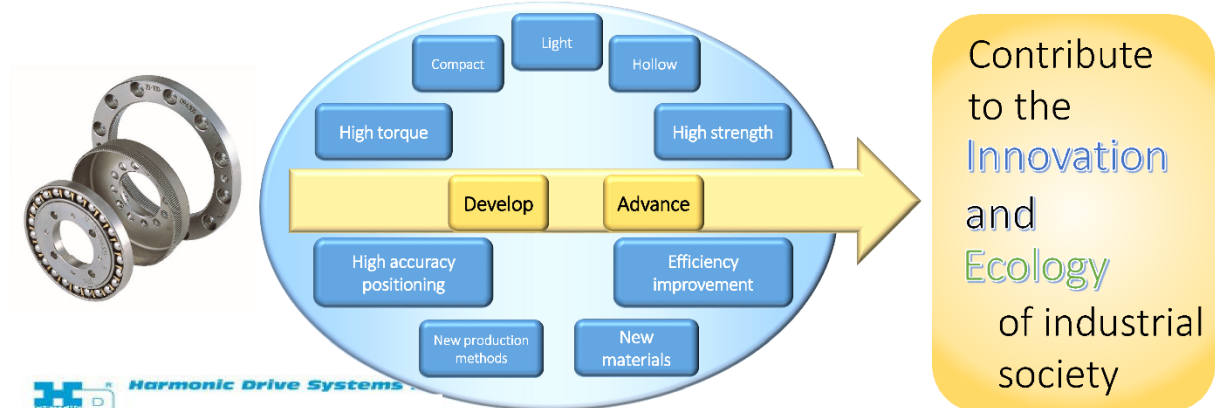 Light
Compact
Hollow
High torque
High strength
Develop
Advance
High accuracy
positioning
Efficiency
improvement
New production
methods
New
materials
Harmonic Drive Systems
Contribute
to the
Innovation
and
Ecology
of industrial
society